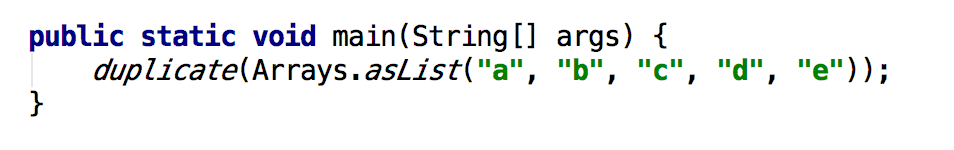 public static void main(String[] args) {
    duplicate(Arrays.asList("a", "b", "c", "d", "e"));
}